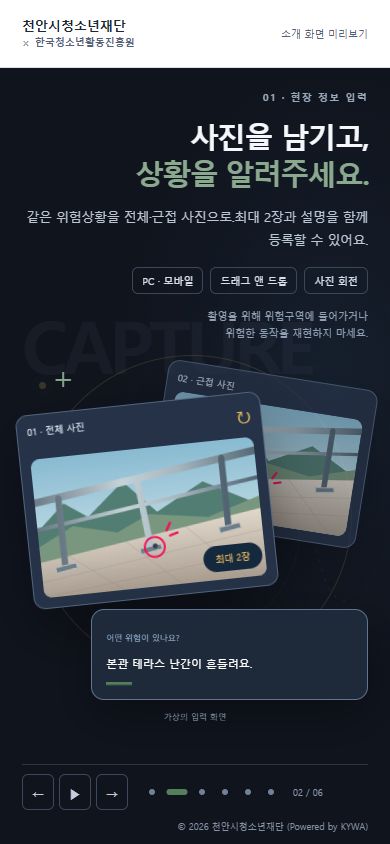 천안시청소년재단
× 한국청소년활동진흥원
소개 화면 미리보기
01 · 현장 정보 입력
사진을 남기고,
상황을 알려주세요.
같은 위험상황을 전체·근접 사진으로 최대 2장과 설명을 함께
등록할 수 있어요.
PC · 모바일
드래그 앤 드롭
사진 회전
촬영을 위해 위험구역에 들어가거나
위험한 동작을 재현하지 마세요.
CAPTURE
02 · 근접 사진
01 · 전체 사진
최대 2장
어떤 위험이 있나요?
본관 테라스 난간이 흔들려요.
가상의 입력 화면
02 / 06
© 2026 천안시청소년재단 (Powered by KYWA)